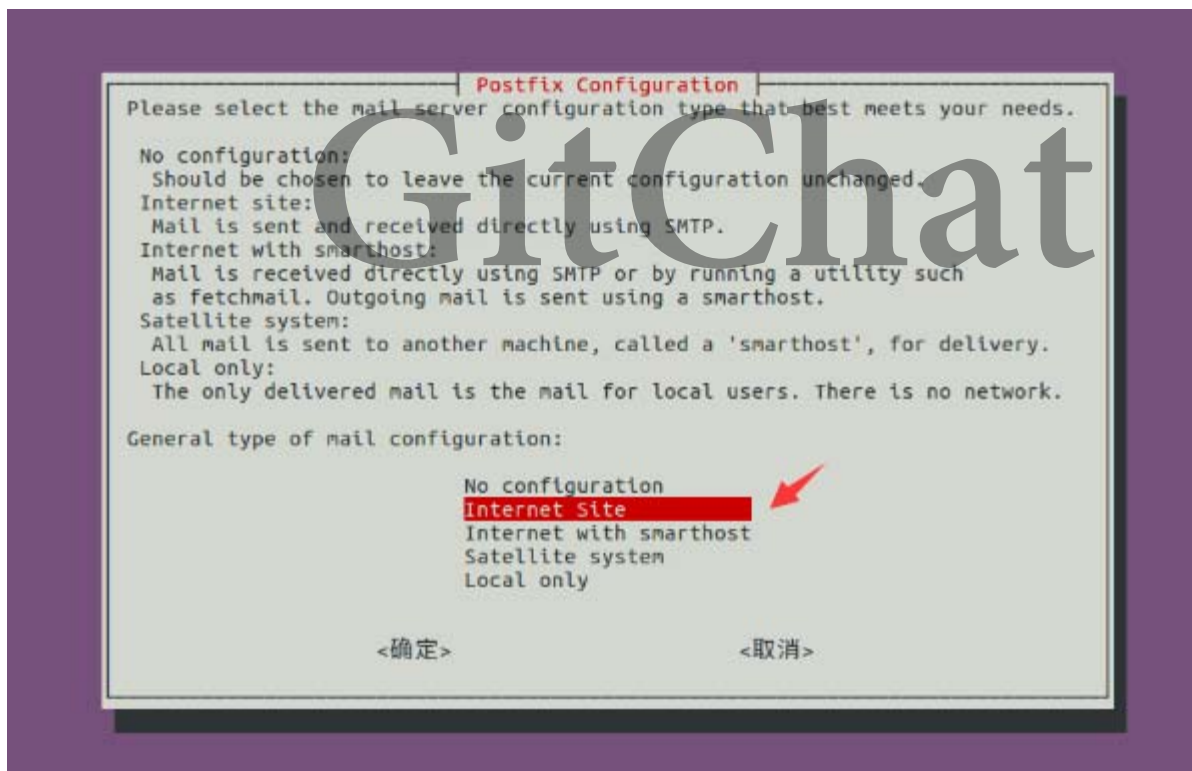 Postfix Configuration
Please select the mail server configuration type that best meets your needs.
No configuration:
Should be chosen to leave the current configuration unchanged.
Internet site:
Mail is sent and received directly using SMTP.
Internet with smarthost:
Mail is received directly using SMTP or by running a utility such
as fetchmail. Outgoing mail is sent using a smarthost.
Satellite system:
All mail is sent to another machine, called a 'smarthost', for delivery.
Local only:
The only delivered mail is the mail for local users. There is no network.
General type of mail configuration:
No configuration
Internet Site
Internet with smarthost
Satellite system
Local only
<确定> <取消>
GitChat